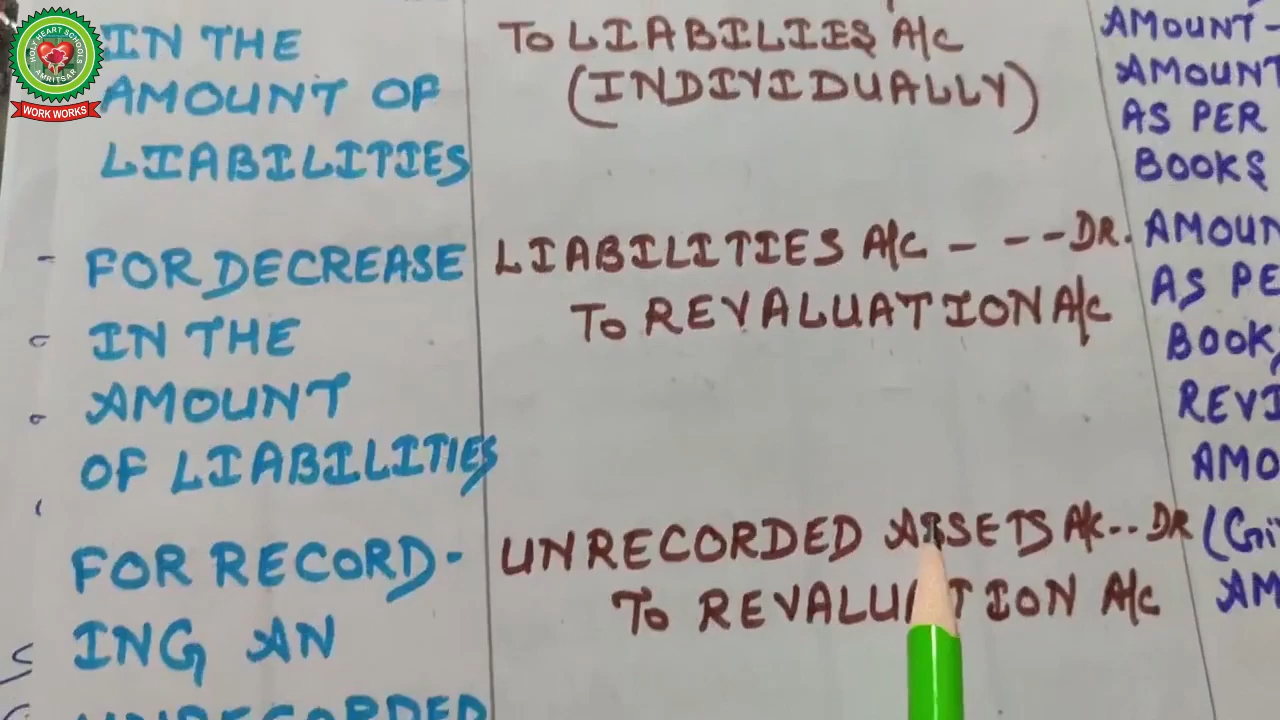 HOLY HEART SCHOOLS
AMRITSAR
WORK WORKS
IN THE
AMOUNT OF
LIABILITIES
FOR DECREASE
IN THE
AMOUNT
OF LIABILITIES
FOR RECORD-
ING AN
UNRECORDED
TO LIABILIES A/C
(INDIVIDUALLY)
LIABILITIES A/C - - - DR.
TO REVALUATION A/C
UNRECORDED ASSETS A/C-- DR
TO REVALUATION A/C
AMOUNT-
AMOUNT
AS PER
BOOKS
AMOUN
AS PE
BOOK,
REVI
AMO
(Gi
AM